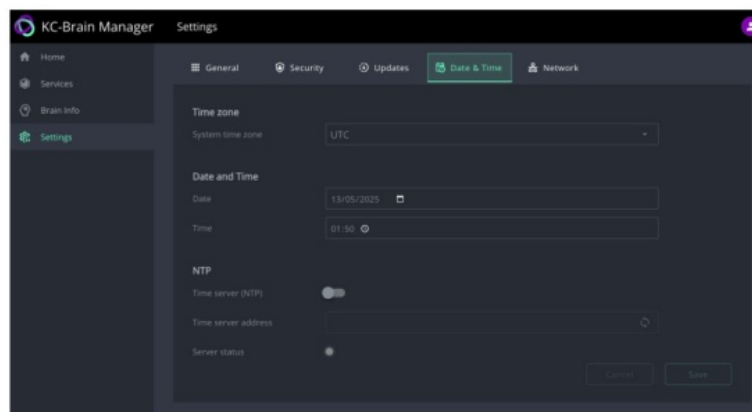 KC-Brain Manager
Settings
Home
Services
Brain Info
Settings
General
Security
Updates
Date & Time
Network
Time zone
System time zone
UTC
Date and Time
Date
13/05/2025
Time
01:50
NTP
Time server (NTP)
Time server address
Server status
Cancel
Save